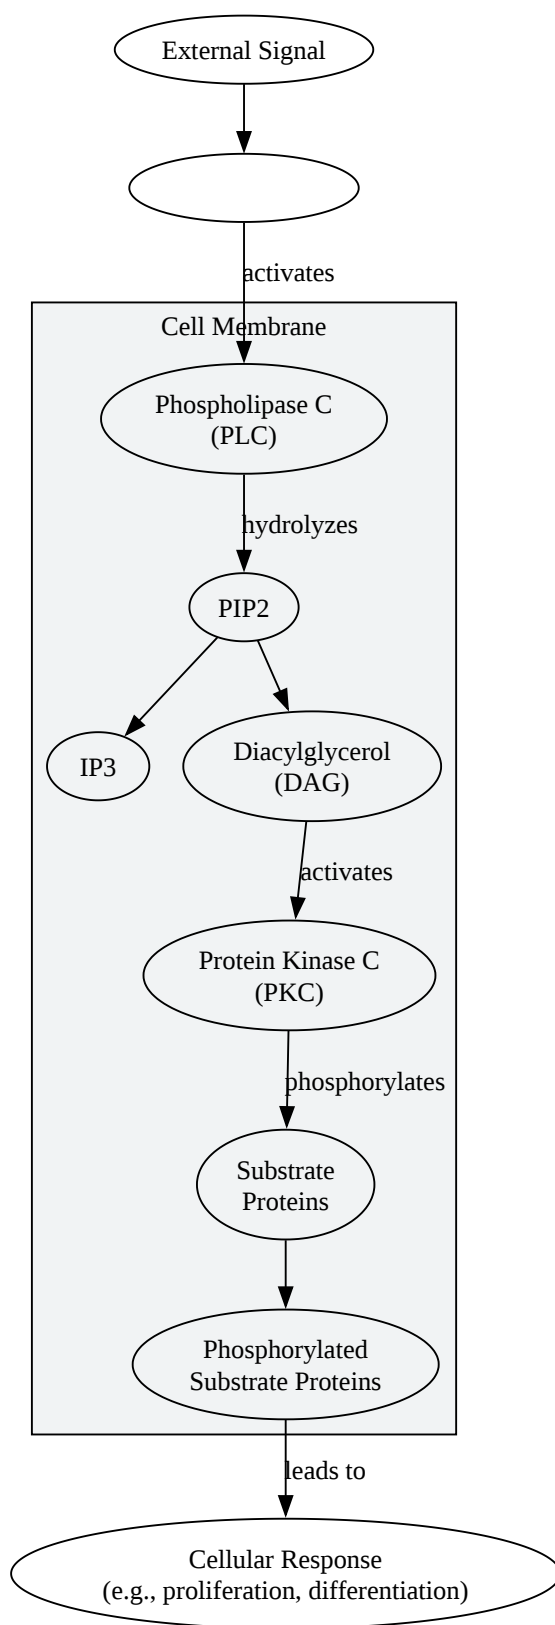 External Signal
activates
Cell Membrane
Phospholipase C
(PLC)
hydrolyzes
PIP2
IP3
Diacylglycerol
(DAG)
activates
Protein Kinase C
(PKC)
phosphorylates
Substrate
Proteins
Phosphorylated
Substrate Proteins
leads to
Cellular Response
(e.g., proliferation, differentiation)